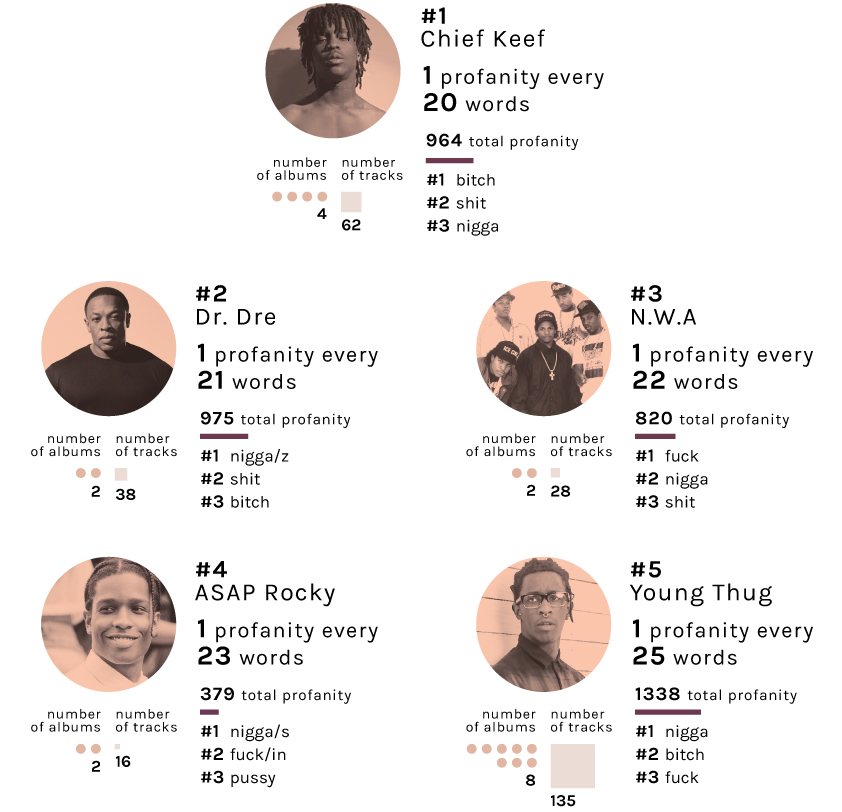 #1
Chief Keef
1 profanity every
20 words
964 total profanity
number of albums
number of tracks
4
62
#1 bitch
#2 shit
#3 nigga
#2
Dr. Dre
1 profanity every
21 words
975 total profanity
number of albums
number of tracks
2
38
#1 nigga/z
#2 shit
#3 bitch
#3
N.W.A
1 profanity every
22 words
820 total profanity
number of albums
number of tracks
2
28
#1 fuck
#2 nigga
#3 shit
#4
ASAP Rocky
1 profanity every
23 words
379 total profanity
number of albums
number of tracks
2
16
#1 nigga/s
#2 fuck/in
#3 pussy
#5
Young Thug
1 profanity every
25 words
1338 total profanity
number of albums
number of tracks
8
135
#1 nigga
#2 bitch
#3 fuck